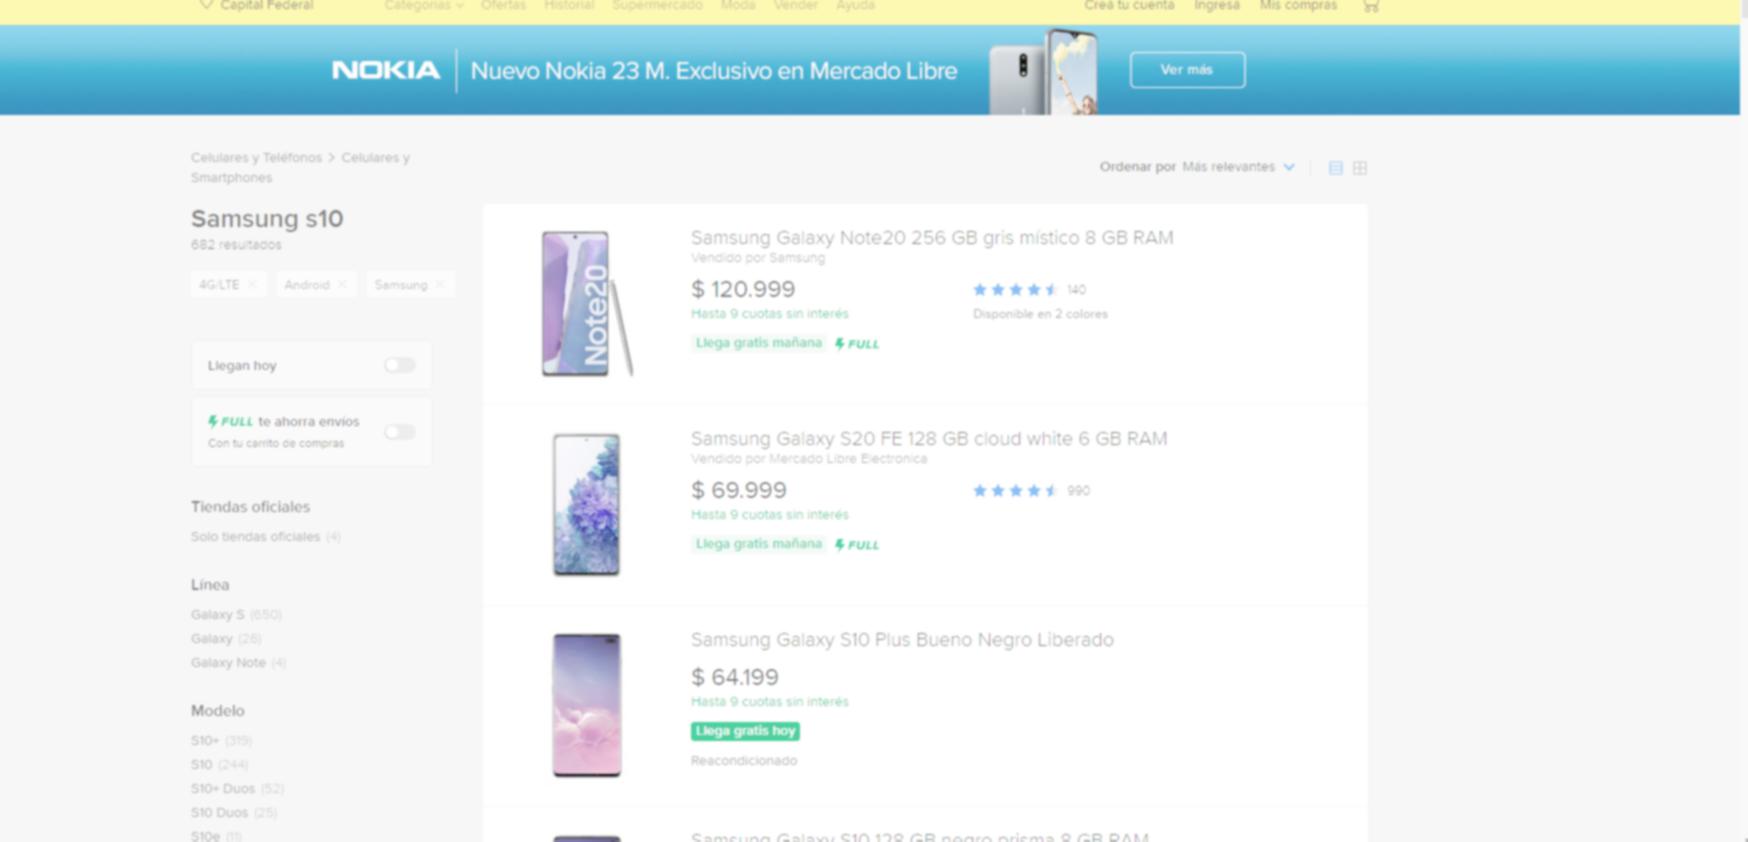 Capital Federal
Categorías Ofertas Historial Supermercado Moda Vender Ayuda
Creá tu cuenta Ingresa Mis compras
NOKIA Nuevo Nokia 23 M. Exclusivo en Mercado Libre Ver más
Celulares y Teléfonos > Celulares y
Smartphones
Ordenar por Más relevantes
Samsung s10
682 resultados
4G/LTE Android Samsung
Llegan hoy
FULL te ahorra envíos
Con tu carrito de compras
Tiendas oficiales
Solo tiendas oficiales (4)
Línea
Galaxy S (650)
Galaxy (28)
Galaxy Note (4)
Modelo
S10+ (319)
S10 (244)
S10+ Duos (52)
S10 Duos (25)
S10e (11)
Note20
Samsung Galaxy Note20 256 GB gris místico 8 GB RAM
Vendido por Samsung
$ 120.999 140
Hasta 9 cuotas sin interés Disponible en 2 colores
Llega gratis mañana FULL
Samsung Galaxy S20 FE 128 GB cloud white 6 GB RAM
Vendido por Mercado Libre Electronica
$ 69.999 990
Hasta 9 cuotas sin interés
Llega gratis mañana FULL
Samsung Galaxy S10 Plus Bueno Negro Liberado
$ 64.199
Hasta 9 cuotas sin interés
Llega gratis hoy
Reacondicionado
Samsung Galaxy S10 128 GB negro prisma 8 GB RAM